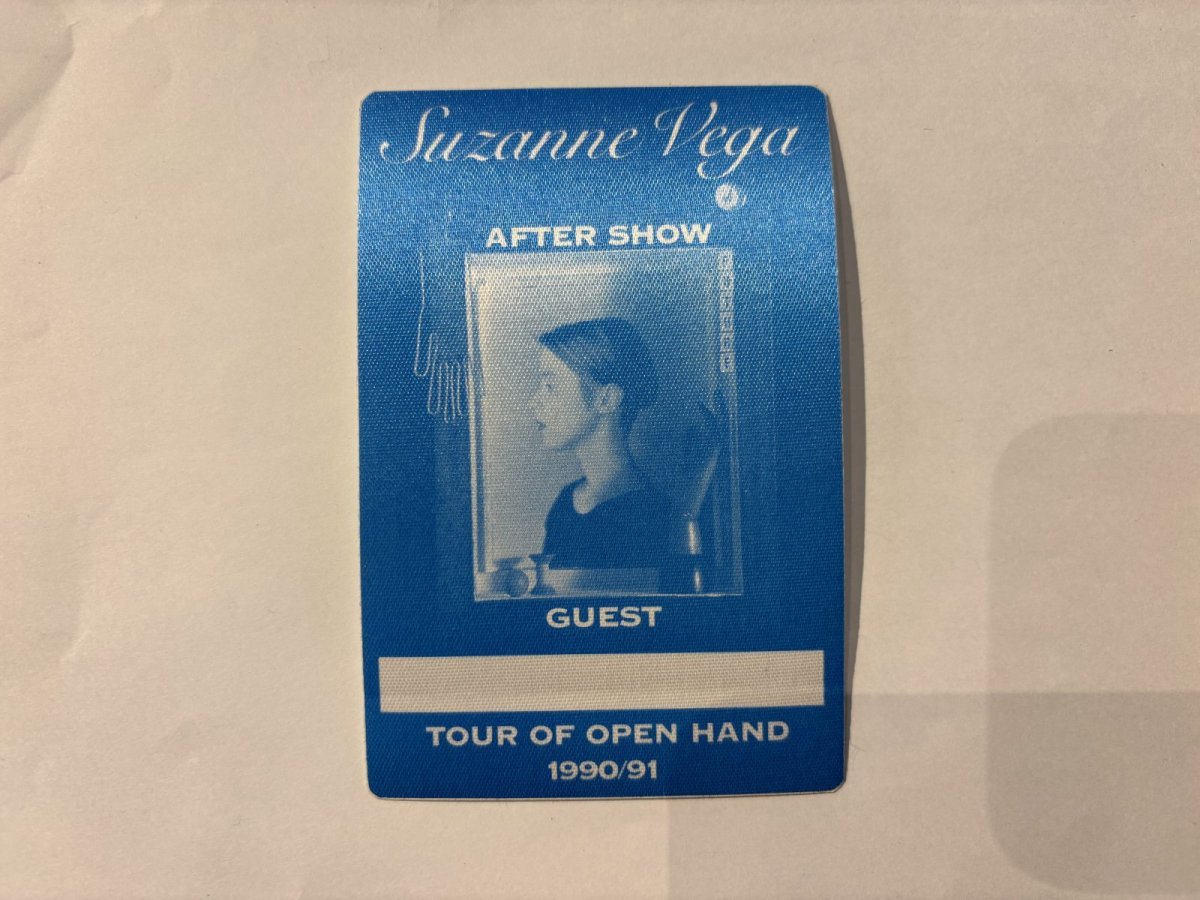 Suzanne Vega
AFTER SHOW
GUEST
TOUR OF OPEN HAND
1990/91